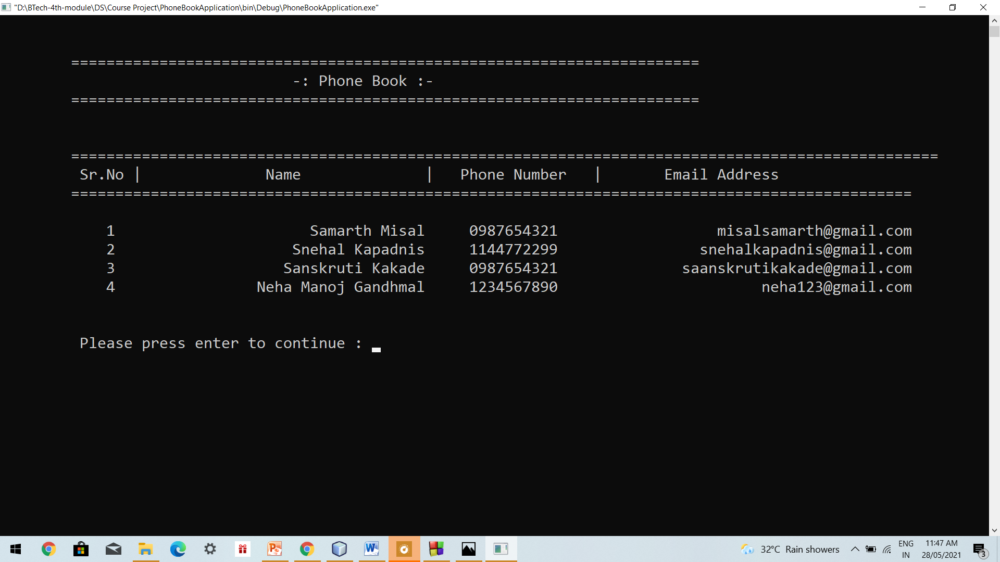 "D:\BTech-4th-module\DS\Course Project\PhoneBookApplication\bin\Debug\PhoneBookApplication.exe"
=======================================================================
-: Phone Book :-
=======================================================================
==================================================================================================
Sr.No | Name | Phone Number | Email Address
===============================================================================================
1 Samarth Misal 0987654321 misalsamarth@gmail.com
2 Snehal Kapadnis 1144772299 snehalkapadnis@gmail.com
3 Sanskruti Kakade 0987654321 saanskrutikakade@gmail.com
4 Neha Manoj Gandhmal 1234567890 neha123@gmail.com
Please press enter to continue : _
32°C Rain showers
ENG
IN
11:47 AM
28/05/2021
3